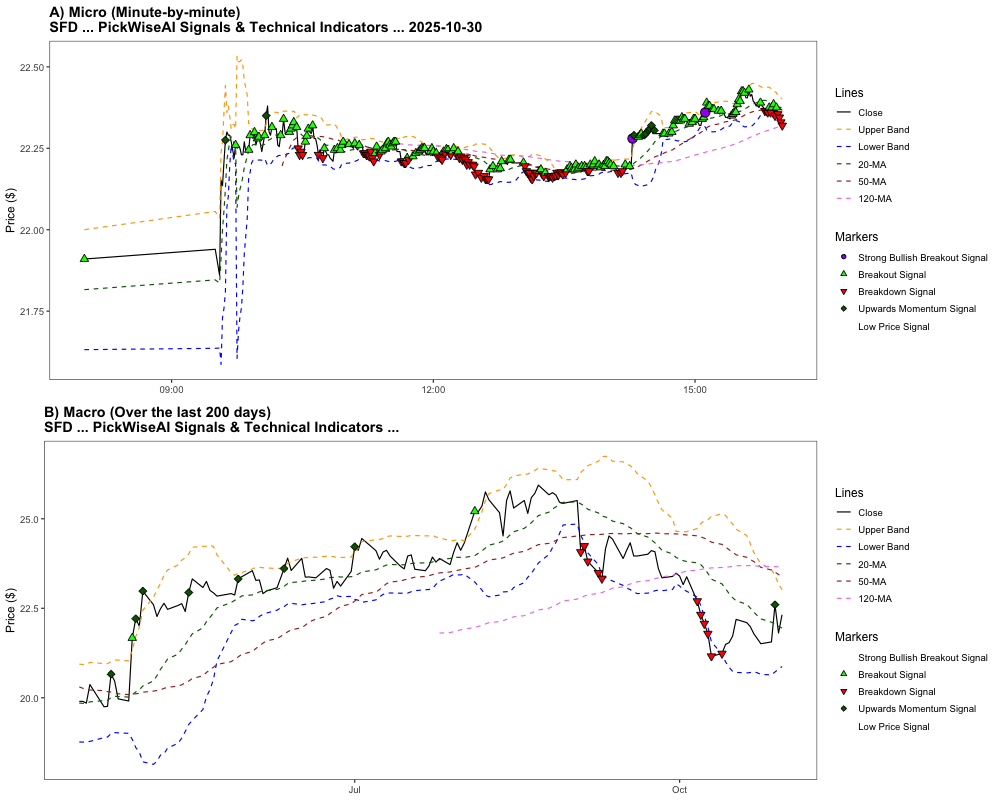 A) Micro (Minute-by-minute)
SFD ... PickWiseAI Signals & Technical Indicators ... 2025-10-30
Price ($)
22.50
22.25
22.00
21.75
09:00
12:00
15:00
Lines
Close
Upper Band
Lower Band
20-MA
50-MA
120-MA
Markers
Strong Bullish Breakout Signal
Breakout Signal
Breakdown Signal
Upwards Momentum Signal
Low Price Signal
B) Macro (Over the last 200 days)
SFD ... PickWiseAI Signals & Technical Indicators ...
Price ($)
25.0
22.5
20.0
Jul
Oct
Lines
Close
Upper Band
Lower Band
20-MA
50-MA
120-MA
Markers
Strong Bullish Breakout Signal
Breakout Signal
Breakdown Signal
Upwards Momentum Signal
Low Price Signal